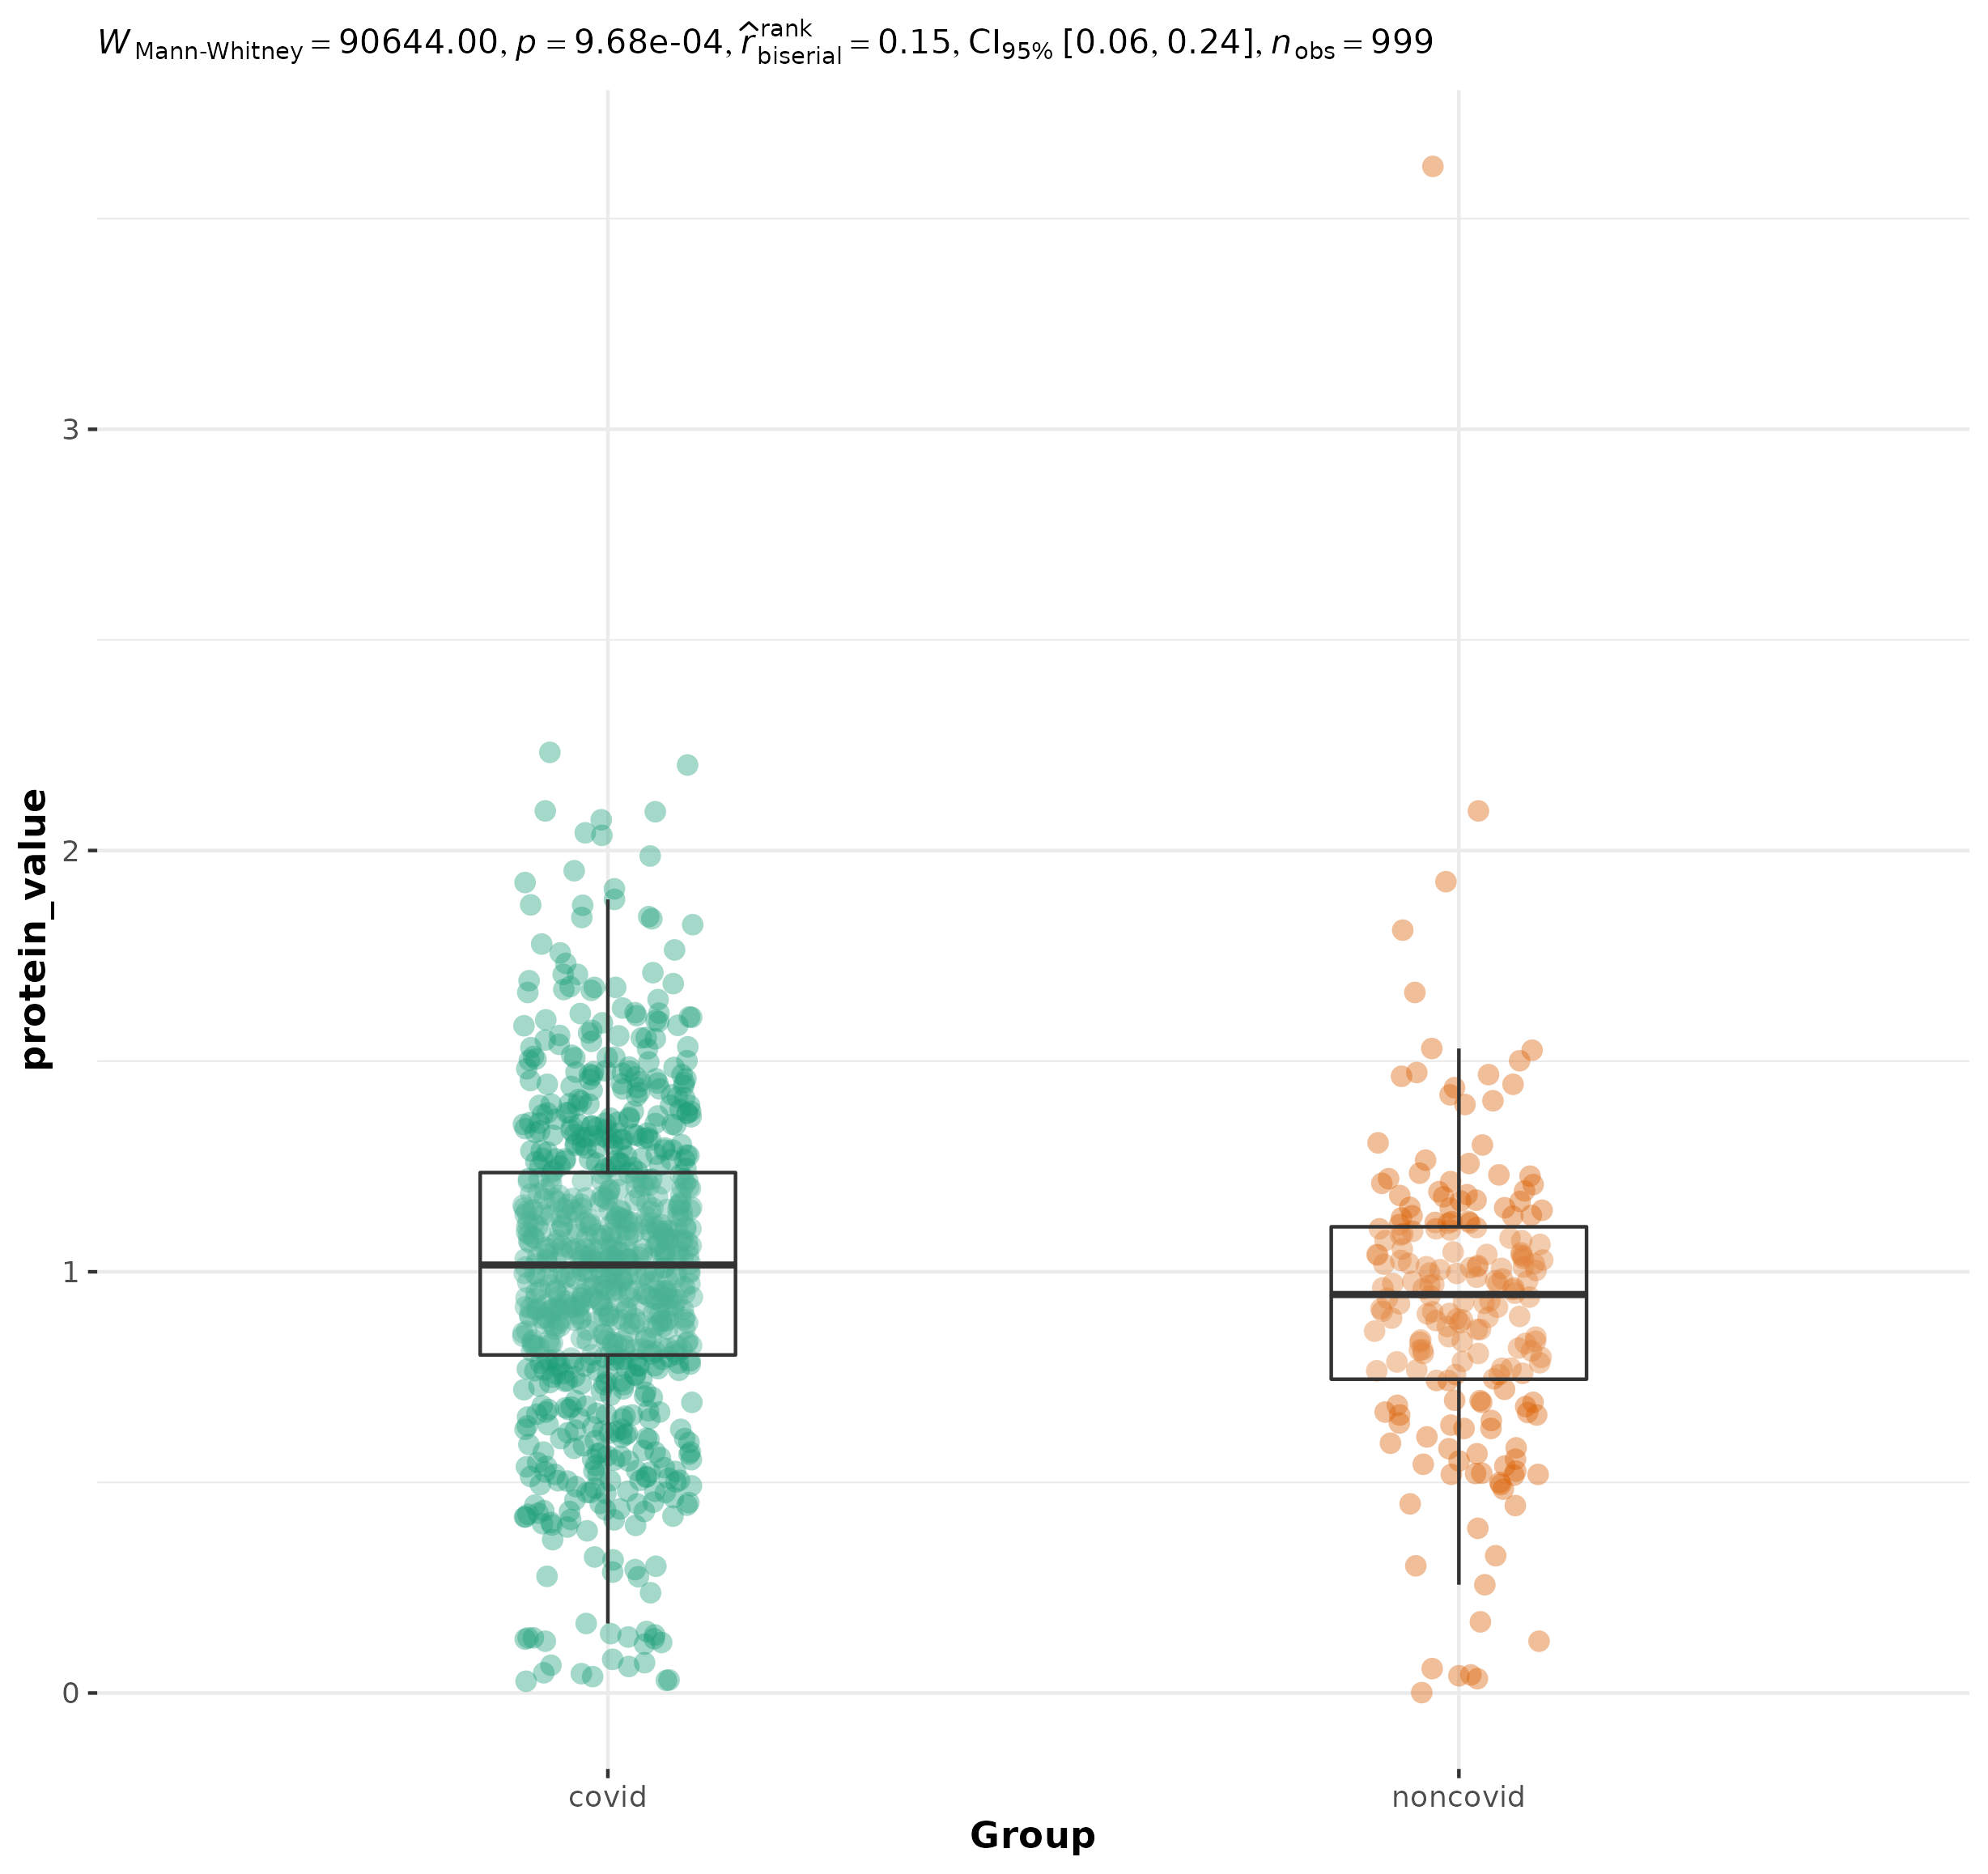 W Mann-Whitney = 90644.00, p = 9.68e-04, r̂ rank biserial = 0.15, CI95% [0.06, 0.24], n obs = 999
3
2
1
0
protein_value
covid noncovid
Group